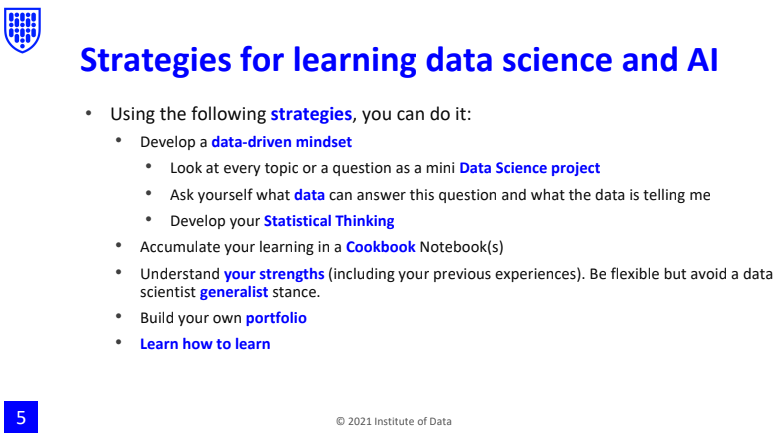 Strategies for learning data science and AI
• Using the following strategies, you can do it:
• Develop a data-driven mindset
• Look at every topic or a question as a mini Data Science project
• Ask yourself what data can answer this question and what the data is telling me
• Develop your Statistical Thinking
• Accumulate your learning in a Cookbook Notebook(s)
• Understand your strengths (including your previous experiences). Be flexible but avoid a data
scientist generalist stance.
• Build your own portfolio
• Learn how to learn
5
© 2021 Institute of Data